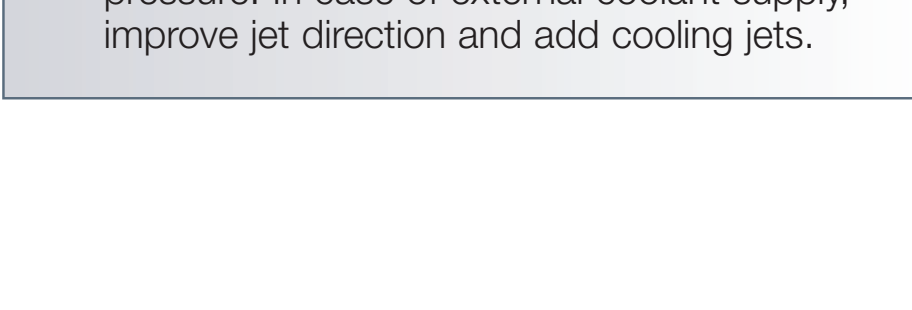 pressure. In case of external coolant supply,
improve jet direction and add cooling jets.